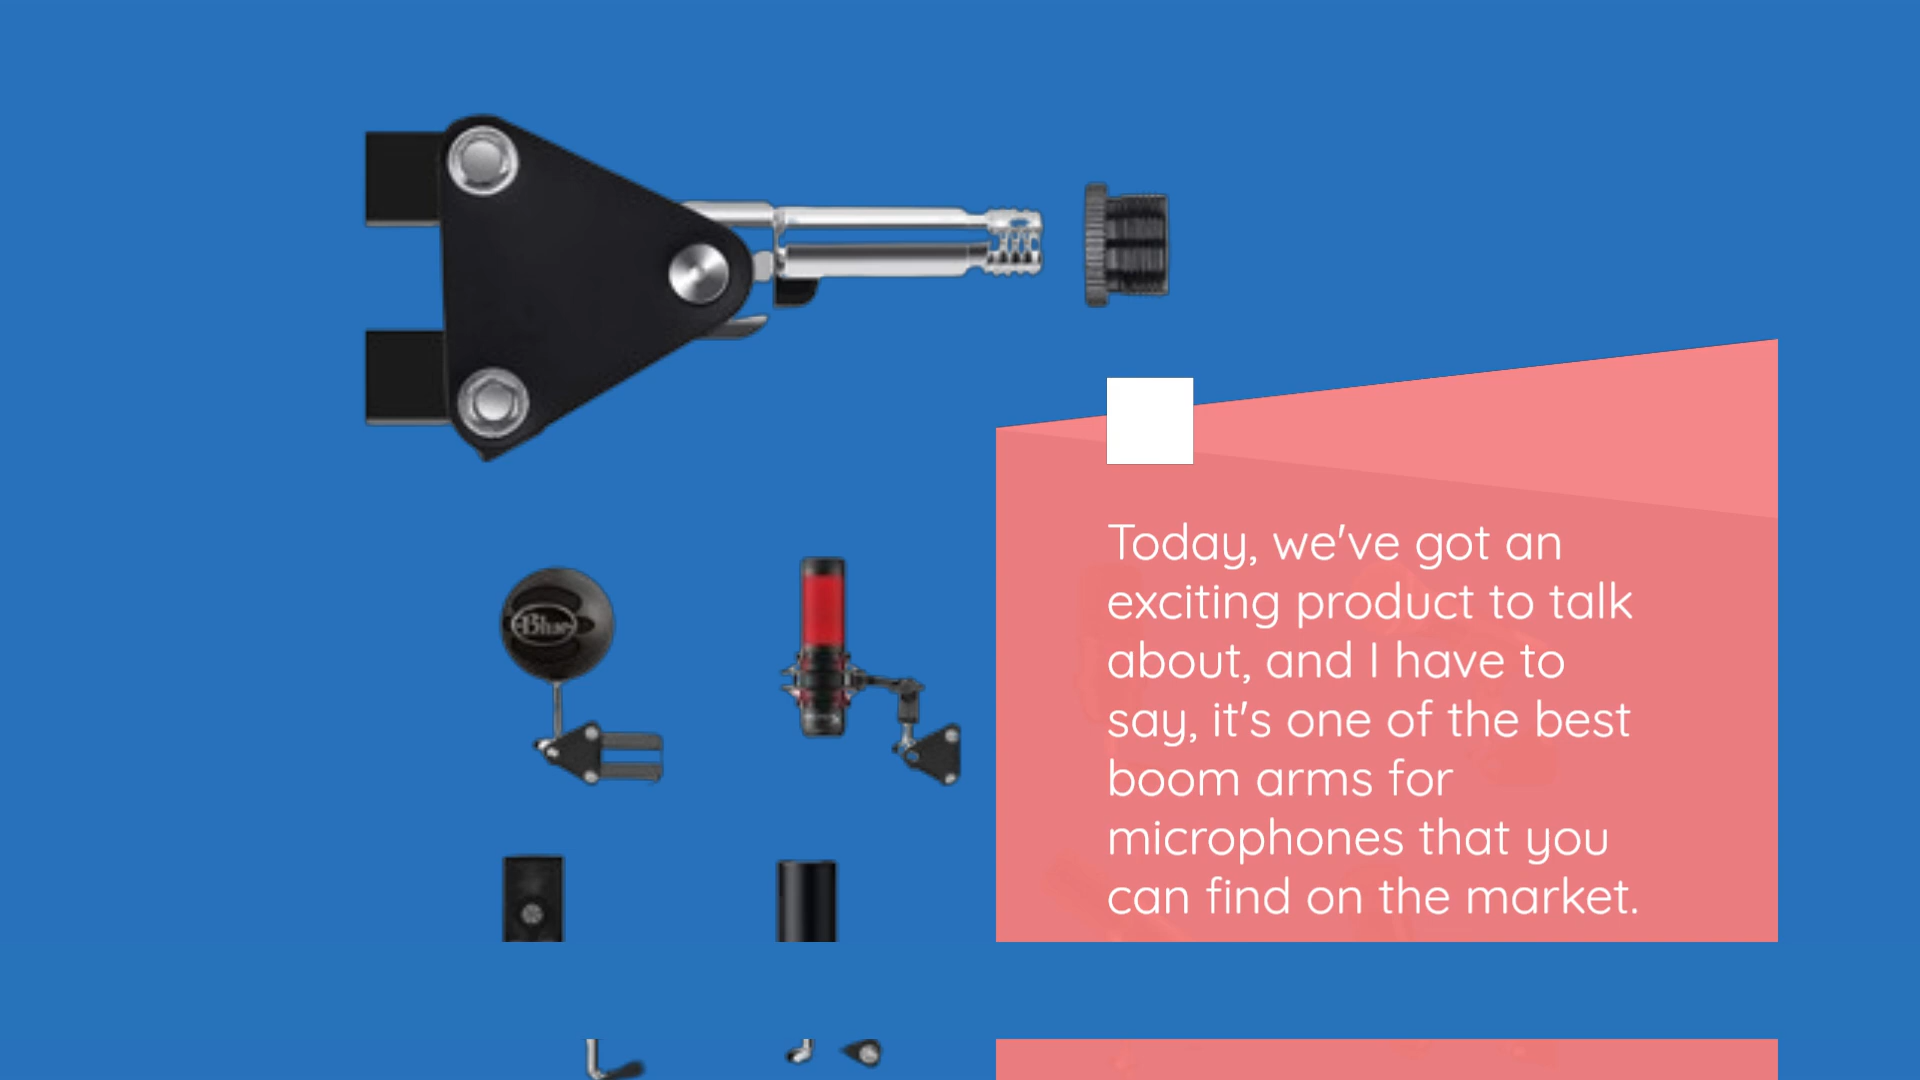 Blue
Today, we've got an
exciting product to talk
about, and I have to
say, it's one of the best
boom arms for
microphones that you
can find on the market.